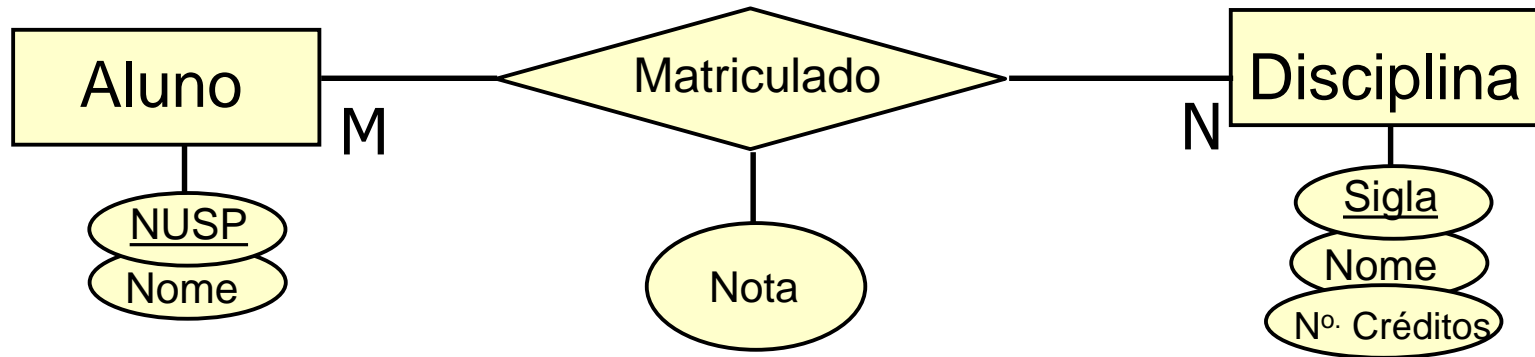 Aluno
Matriculado
Disciplina
M
N
NUSP
Nome
Nota
Sigla
Nome
Nº. Créditos